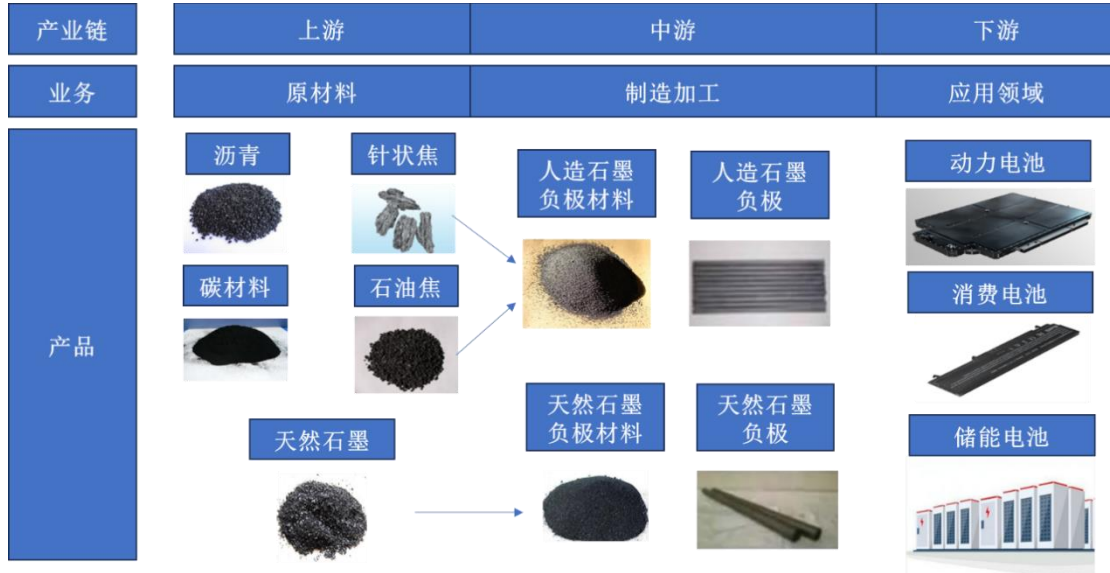 产业链
上游
中游
下游
业务
原材料
制造加工
应用领域
产品
沥青
针状焦
碳材料
石油焦
天然石墨
人造石墨
负极材料
人造石墨
负极
天然石墨
负极材料
天然石墨
负极
动力电池
消费电池
储能电池